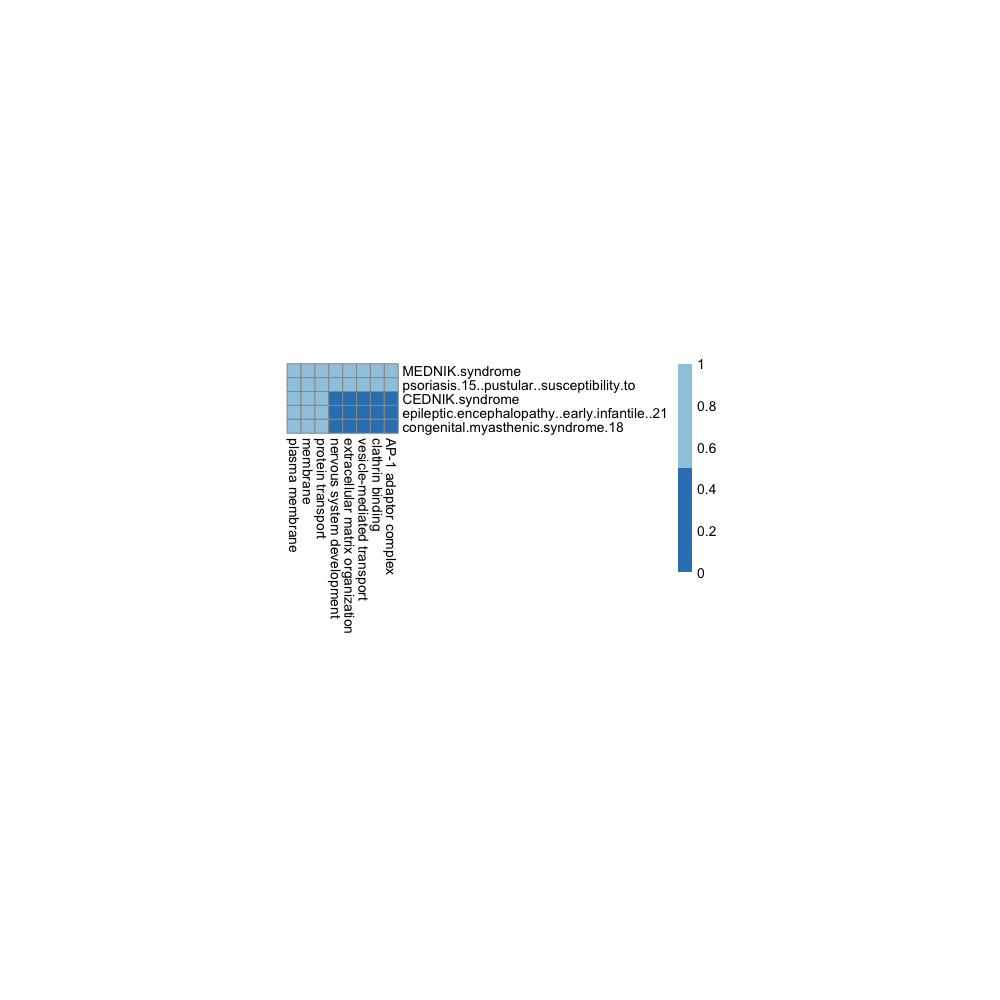 MEDNIK.syndrome
psoriasis.15..pustular..susceptibility.to
CEDNIK.syndrome
epileptic.encephalopathy..early.infantile..21
congenital.myasthenic.syndrome.18
plasma membrane
membrane
protein transport
nervous system development
extracellular matrix organization
vesicle-mediated transport
clathrin binding
AP-1 adaptor complex
1
0.8
0.6
0.4
0.2
0